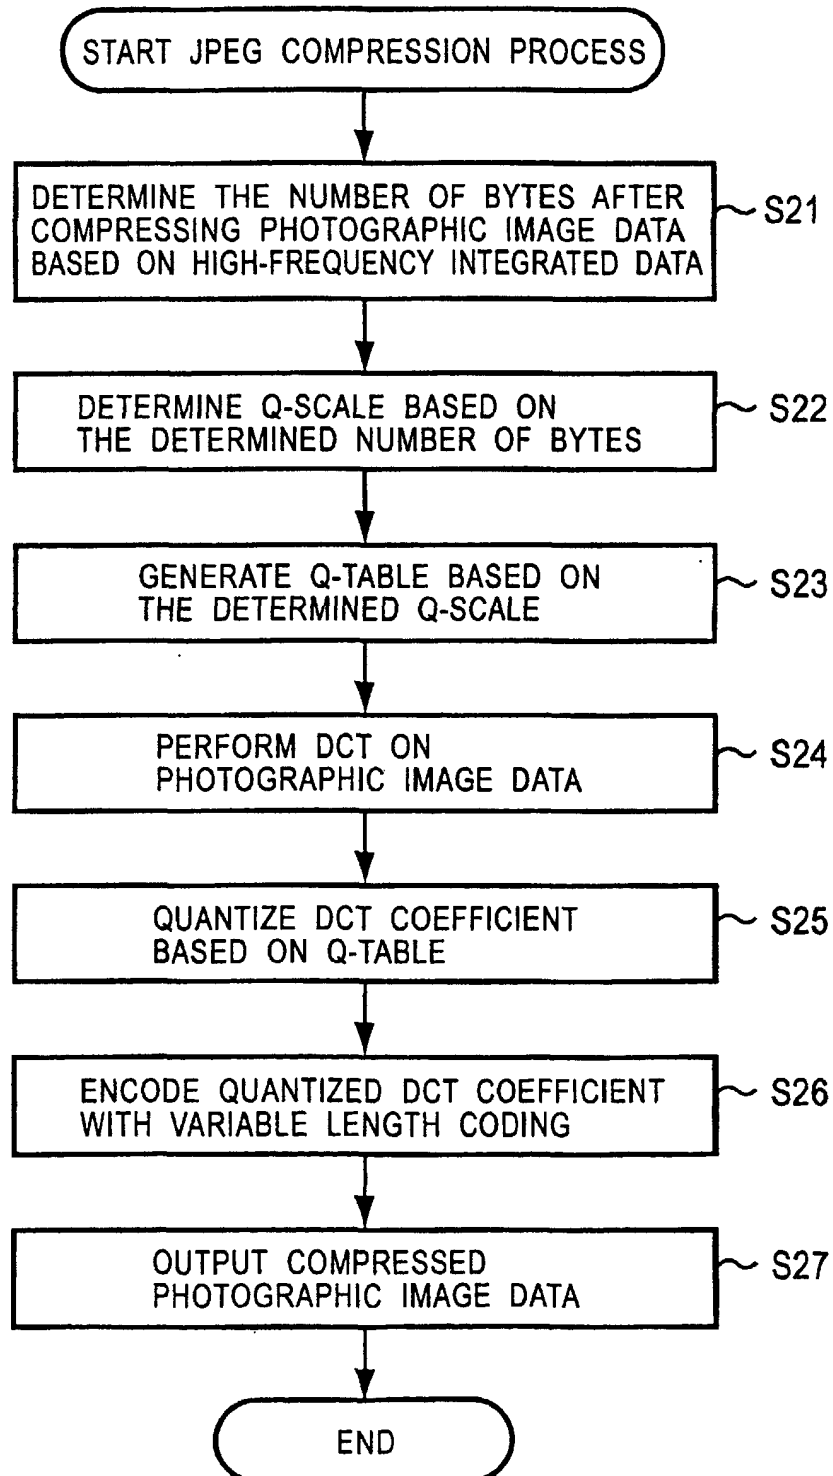 START JPEG COMPRESSION PROCESS
DETERMINE THE NUMBER OF BYTES AFTER
COMPRESSING PHOTOGRAPHIC IMAGE DATA
BASED ON HIGH-FREQUENCY INTEGRATED DATA
S21
DETERMINE Q-SCALE BASED ON
THE DETERMINED NUMBER OF BYTES
S22
GENERATE Q-TABLE BASED ON
THE DETERMINED Q-SCALE
S23
PERFORM DCT ON
PHOTOGRAPHIC IMAGE DATA
S24
QUANTIZE DCT COEFFICIENT
BASED ON Q-TABLE
S25
ENCODE QUANTIZED DCT COEFFICIENT
WITH VARIABLE LENGTH CODING
S26
OUTPUT COMPRESSED
PHOTOGRAPHIC IMAGE DATA
S27
END